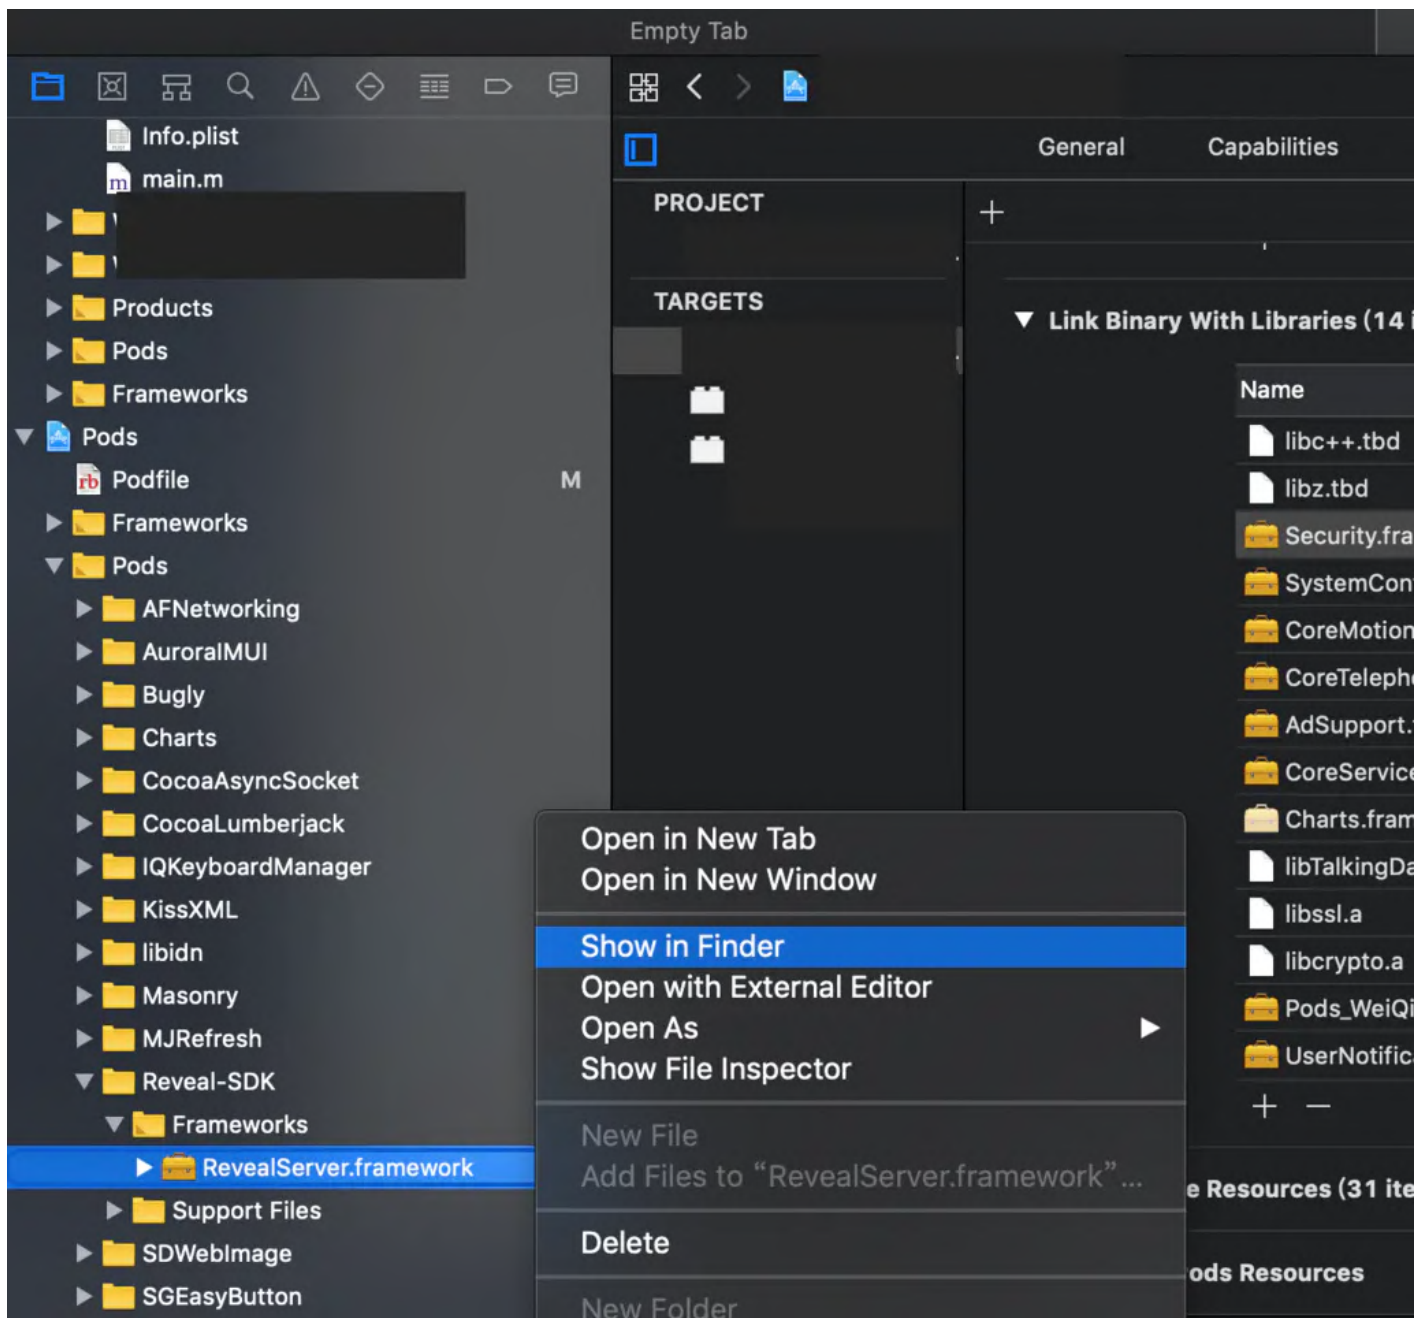 Empty Tab
Info.plist
main.m
Products
Pods
Frameworks
Pods
rb Podfile M
Frameworks
Pods
AFNetworking
AuroraIMUI
Bugly
Charts
CocoaAsyncSocket
CocoaLumberjack
IQKeyboardManager
KissXML
libidn
Masonry
MJRefresh
Reveal-SDK
Frameworks
RevealServer.framework
Support Files
SDWebImage
SGEasyButton
General Capabilities
PROJECT
TARGETS
Link Binary With Libraries (14 i
Name
libc++.tbd
libz.tbd
Security.fra
SystemCon
CoreMotion
CoreTeleph
AdSupport.
CoreService
Charts.fram
libTalkingDa
libssl.a
libcrypto.a
Pods_WeiQi
UserNotific
e Resources (31 ite
ods Resources
Open in New Tab
Open in New Window
Show in Finder
Open with External Editor
Open As
Show File Inspector
New File
Add Files to “RevealServer.framework”...
Delete
New Folder